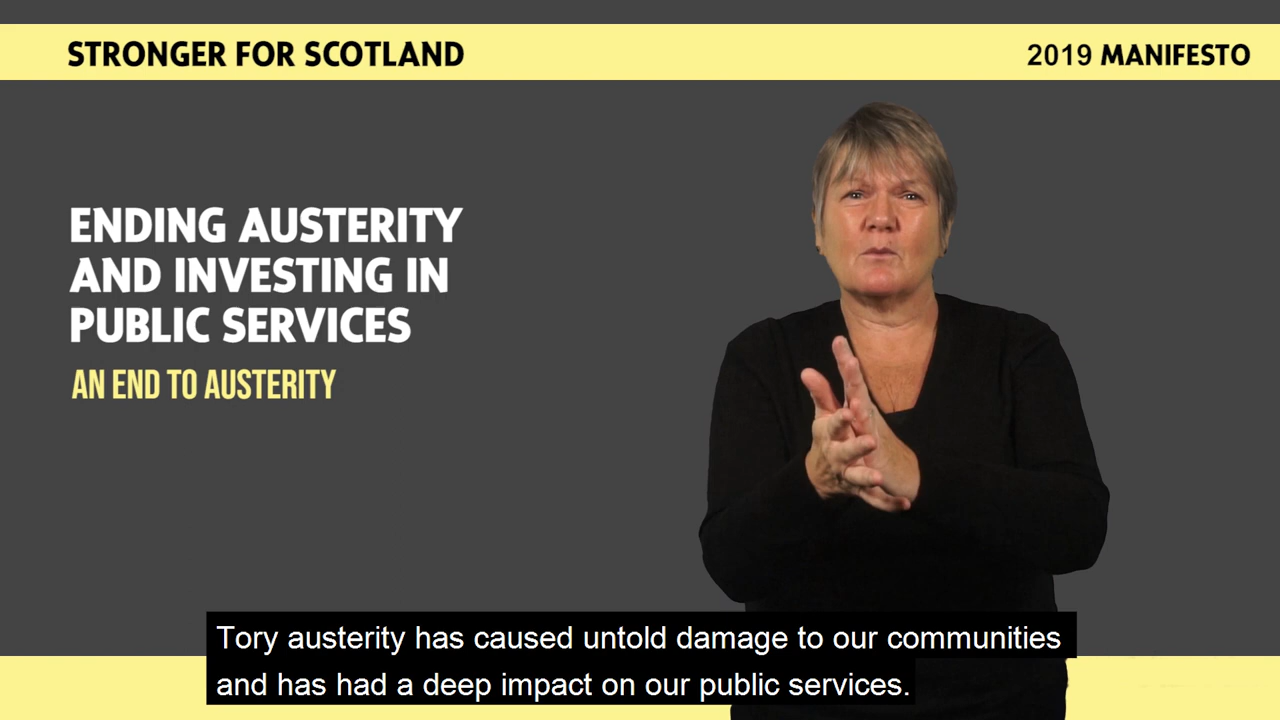 STRONGER FOR SCOTLAND
2019 MANIFESTO
ENDING AUSTERITY
AND INVESTING IN
PUBLIC SERVICES
AN END TO AUSTERITY
Tory austerity has caused untold damage to our communities
and has had a deep impact on our public services.